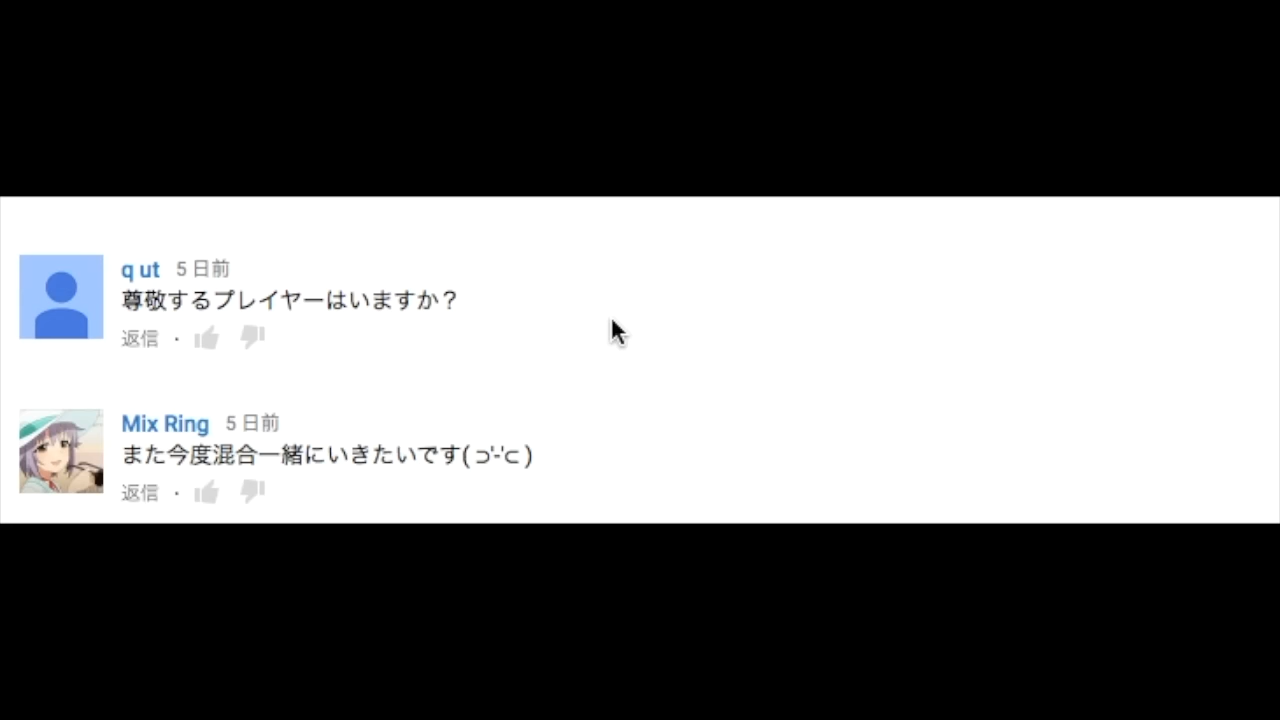 q ut 5 日前
尊敬するプレイヤーはいますか？
返信 ・
Mix Ring 5 日前
また今度混合一緒にいきたいです( ⊃'-'⊂ )
返信 ・